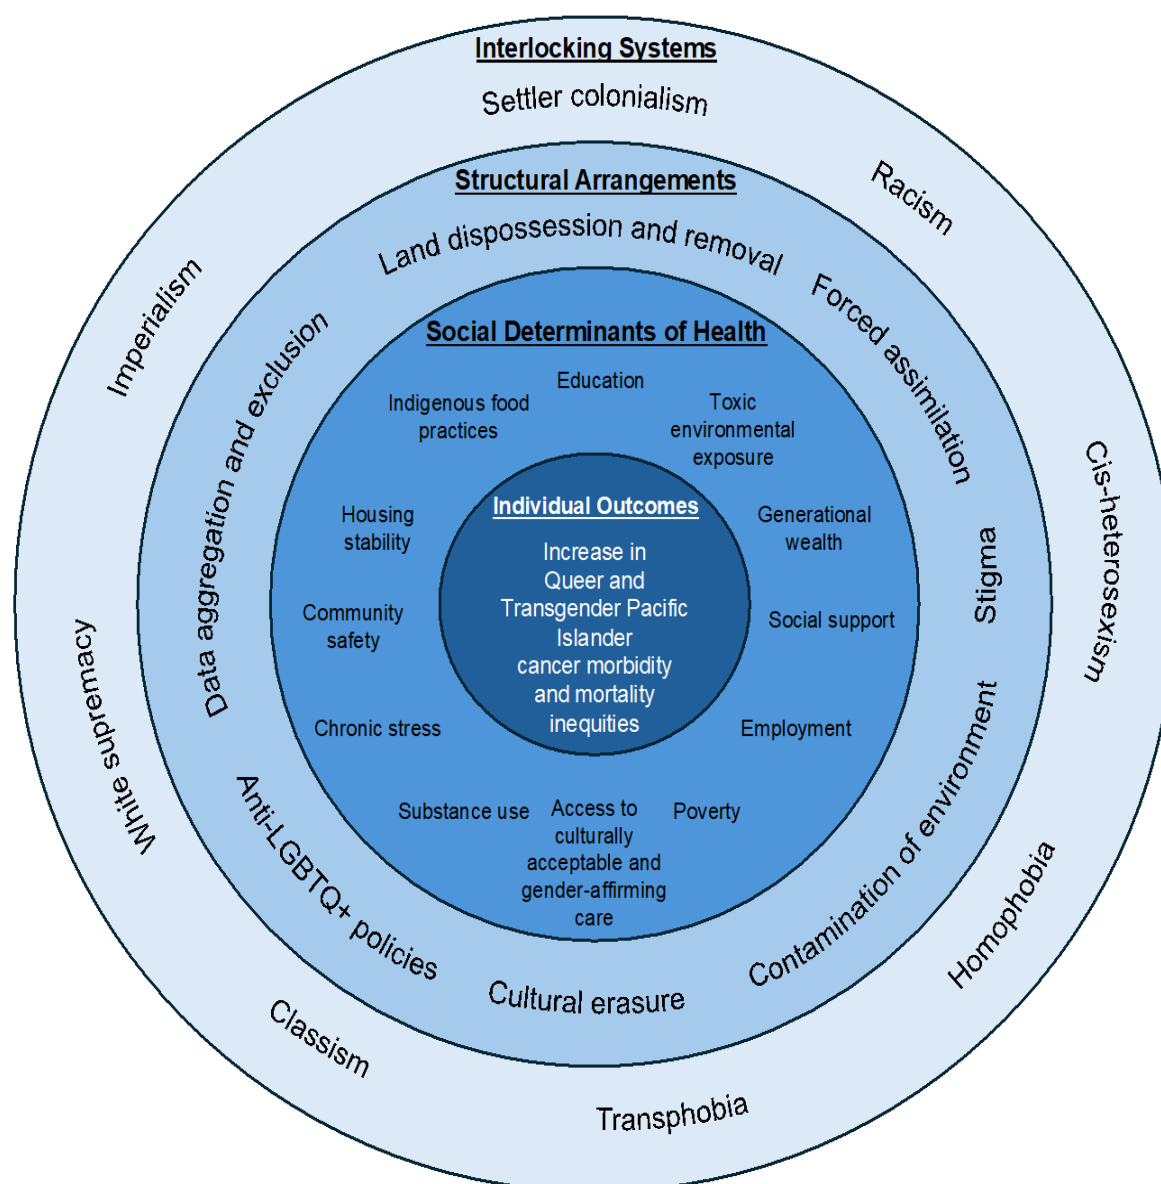 Interlocking Systems
Settler colonialism
Racism
Cis-heterosexism
Homophobia
Transphobia
Classism
White supremacy
Imperialism
Structural Arrangements
Land dispossession and removal
Forced assimilation
Stigma
Contamination of environment
Cultural erasure
Anti-LGBTQ+ policies
Data aggregation and exclusion
Social Determinants of Health
Education
Toxic
environmental
exposure
Generational
wealth
Social support
Employment
Poverty
Access to
culturally
acceptable and
gender-affirming
care
Substance use
Chronic stress
Community
safety
Housing
stability
Indigenous food
practices
Individual Outcomes
Increase in
Queer and
Transgender Pacific
Islander
cancer morbidity
and mortality
inequities